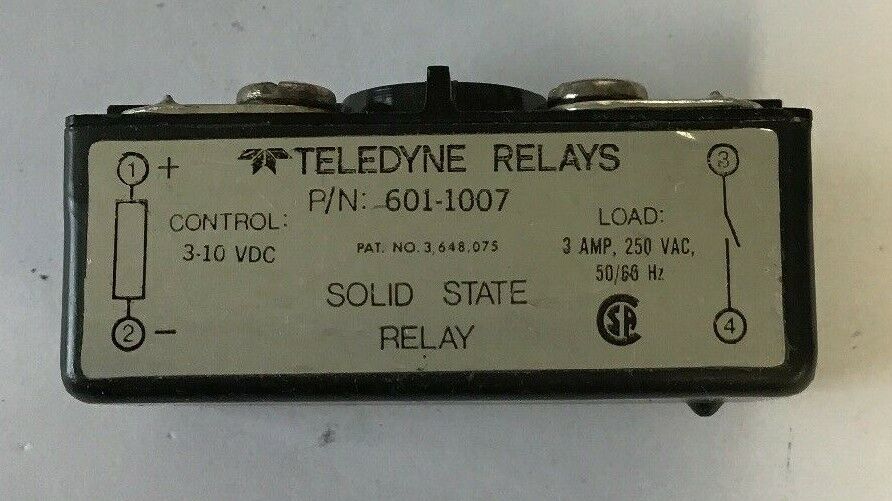 TELEDYNE RELAYS
P/N: 601-1007
1 +
CONTROL:
3-10 VDC
2 −
PAT. NO. 3,648,075
SOLID STATE
RELAY
LOAD:
3 AMP, 250 VAC,
50/60 Hz
CSA
3
4